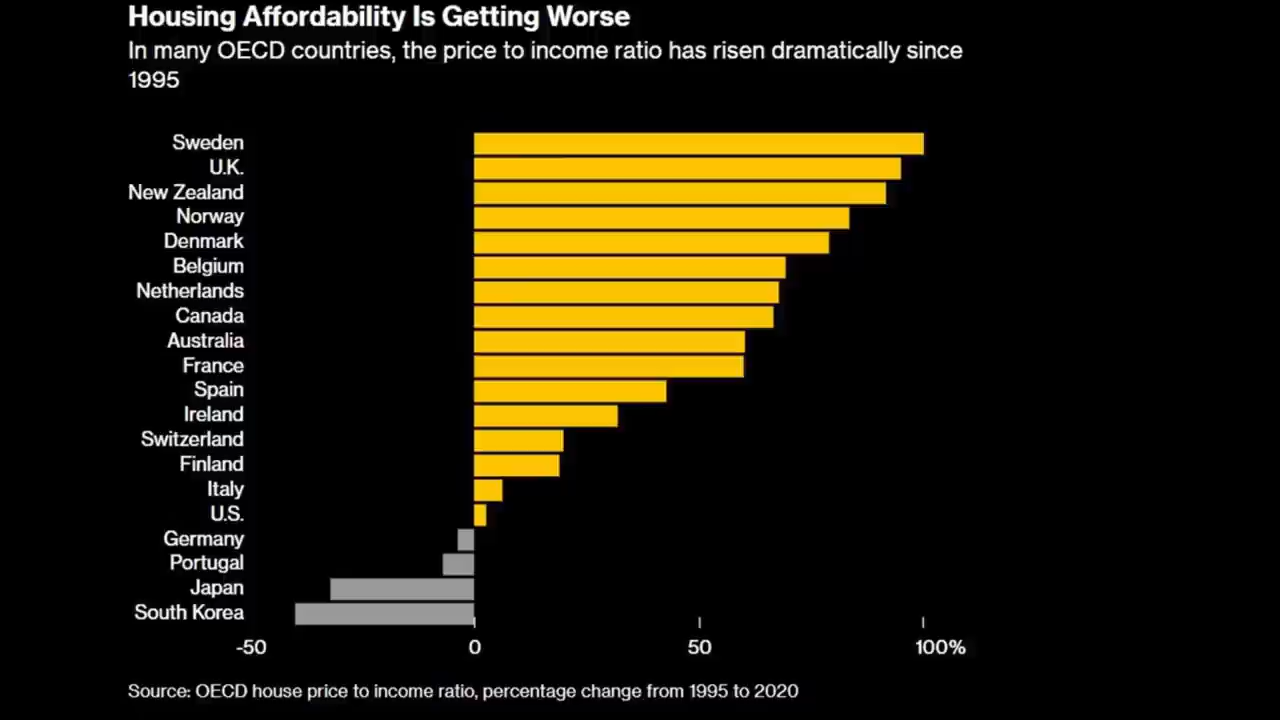 Housing Affordability Is Getting Worse
In many OECD countries, the price to income ratio has risen dramatically since
1995
Sweden
U.K.
New Zealand
Norway
Denmark
Belgium
Netherlands
Canada
Australia
France
Spain
Ireland
Switzerland
Finland
Italy
U.S.
Germany
Portugal
Japan
South Korea
-50 0 50 100%
Source: OECD house price to income ratio, percentage change from 1995 to 2020